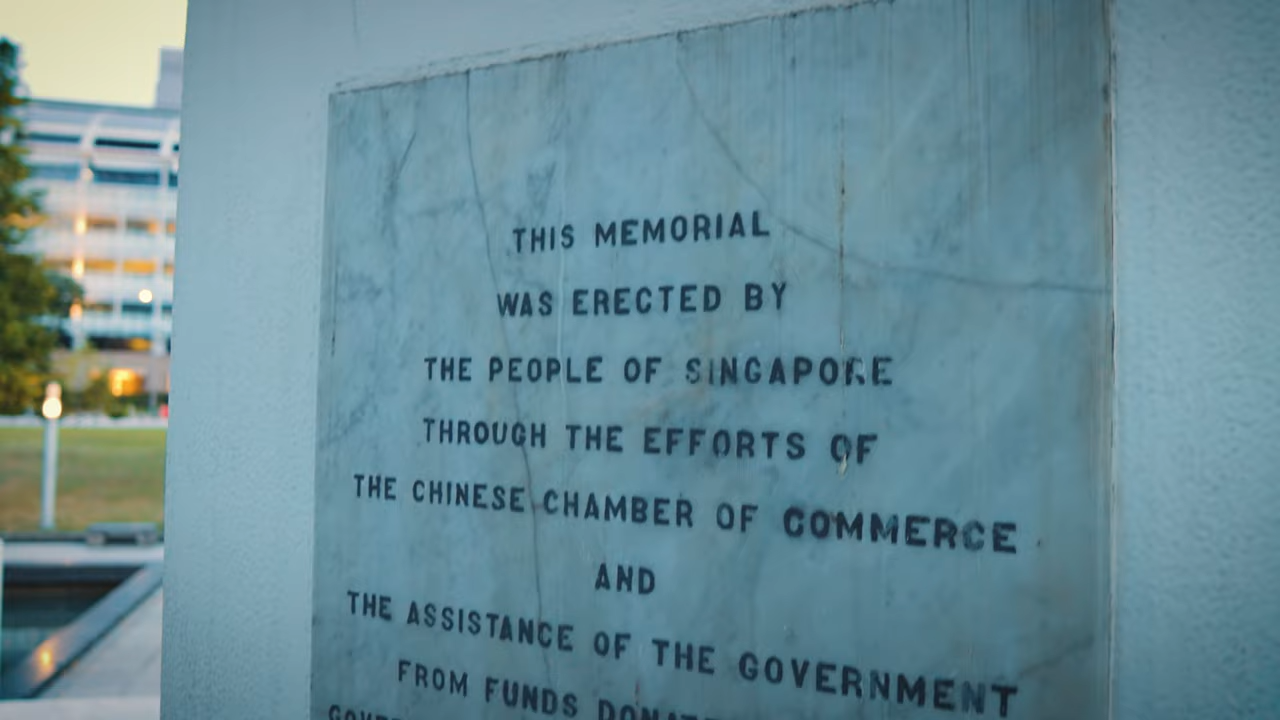 THIS MEMORIAL
WAS ERECTED BY
THE PEOPLE OF SINGAPORE
THROUGH THE EFFORTS OF
THE CHINESE CHAMBER OF COMMERCE
AND
THE ASSISTANCE OF THE GOVERNMENT
FROM FUNDS